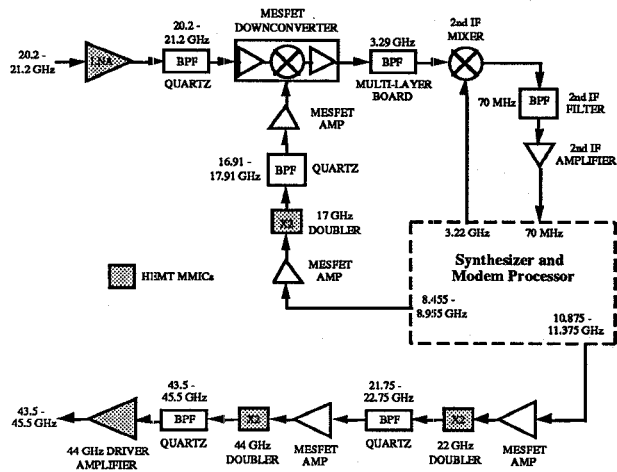 20.2 -
21.2 GHz
LNA
20.2 -
21.2 GHz
BPF
QUARTZ
MESFET
DOWNCONVERTER
3.29 GHz
BPF
MULTI-LAYER
BOARD
2nd IF
MIXER
70 MHz
BPF
2nd IF
FILTER
2nd IF
AMPLIFIER
MESFET
AMP
16.91 -
17.91 GHz
BPF
QUARTZ
X2
17 GHz
DOUBLER
MESFET
AMP
HEMT MMICs
3.22 GHz
70 MHz
Synthesizer and
Modem Processor
8.455 -
8.955 GHz
10.875 -
11.375 GHz
43.5 -
45.5 GHz
44 GHz DRIVER
AMPLIFIER
43.5 -
45.5 GHz
BPF
QUARTZ
X2
44 GHz
DOUBLER
MESFET
AMP
21.75 -
22.75 GHz
BPF
QUARTZ
X2
22 GHz
DOUBLER
MESFET
AMP